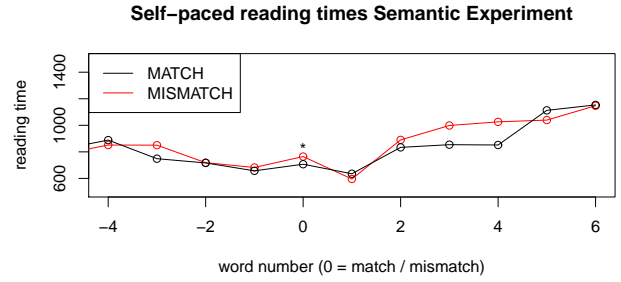 Self−paced reading times Semantic Experiment
reading time
1400
1000
600
MATCH
MISMATCH
*
−4
−2
0
2
4
6
word number (0 = match / mismatch)